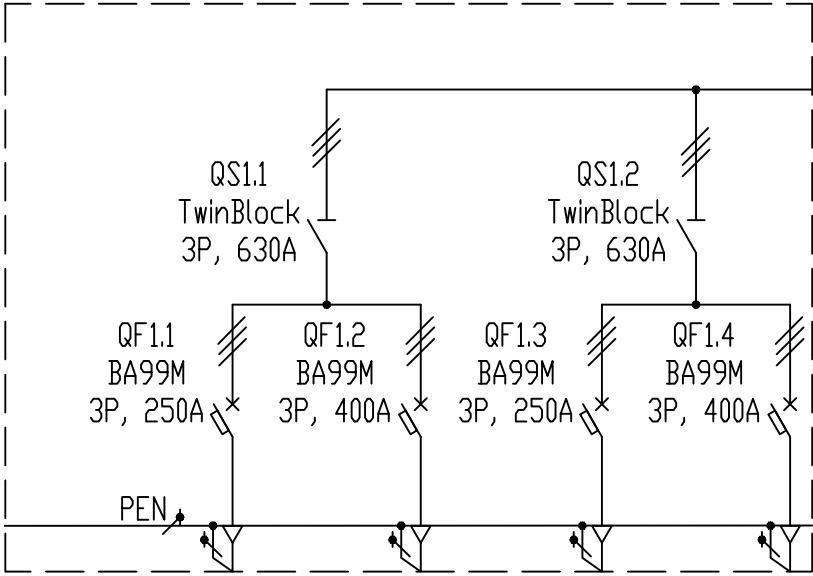 QS1.1
TwinBlock
3P, 630A
QS1.2
TwinBlock
3P, 630A
QF1.1
BA99M
3P, 250A
QF1.2
BA99M
3P, 400A
QF1.3
BA99M
3P, 250A
QF1.4
BA99M
3P, 400A
PEN